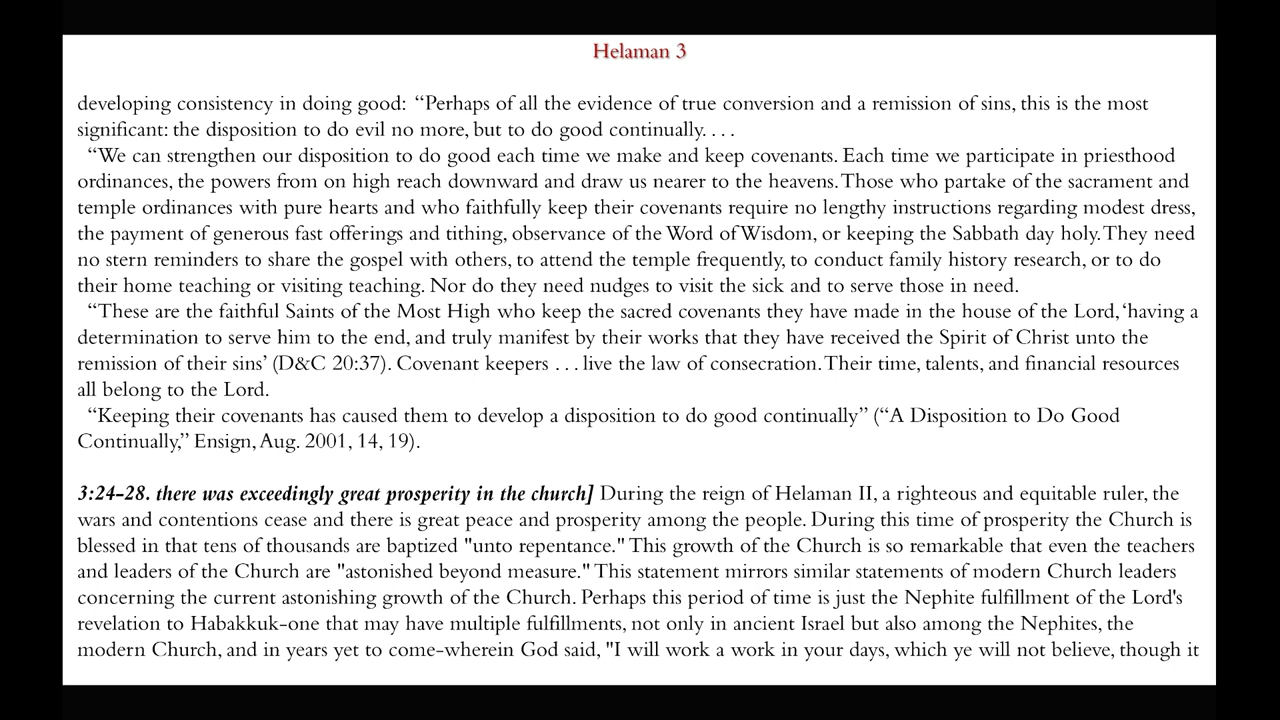 Helaman 3
developing consistency in doing good: “Perhaps of all the evidence of true conversion and a remission of sins, this is the most
significant: the disposition to do evil no more, but to do good continually. . . .
“We can strengthen our disposition to do good each time we make and keep covenants. Each time we participate in priesthood
ordinances, the powers from on high reach downward and draw us nearer to the heavens. Those who partake of the sacrament and
temple ordinances with pure hearts and who faithfully keep their covenants require no lengthy instructions regarding modest dress,
the payment of generous fast offerings and tithing, observance of the Word of Wisdom, or keeping the Sabbath day holy. They need
no stern reminders to share the gospel with others, to attend the temple frequently, to conduct family history research, or to do
their home teaching or visiting teaching. Nor do they need nudges to visit the sick and to serve those in need.
“These are the faithful Saints of the Most High who keep the sacred covenants they have made in the house of the Lord, ‘having a
determination to serve him to the end, and truly manifest by their works that they have received the Spirit of Christ unto the
remission of their sins’ (D&C 20:37). Covenant keepers . . . live the law of consecration. Their time, talents, and financial resources
all belong to the Lord.
“Keeping their covenants has caused them to develop a disposition to do good continually” (“A Disposition to Do Good
Continually,” Ensign, Aug. 2001, 14, 19).
3:24-28. there was exceedingly great prosperity in the church] During the reign of Helaman II, a righteous and equitable ruler, the
wars and contentions cease and there is great peace and prosperity among the people. During this time of prosperity the Church is
blessed in that tens of thousands are baptized "unto repentance." This growth of the Church is so remarkable that even the teachers
and leaders of the Church are "astonished beyond measure." This statement mirrors similar statements of modern Church leaders
concerning the current astonishing growth of the Church. Perhaps this period of time is just the Nephite fulfillment of the Lord's
revelation to Habakkuk-one that may have multiple fulfillments, not only in ancient Israel but also among the Nephites, the
modern Church, and in years yet to come-wherein God said, "I will work a work in your days, which ye will not believe, though it